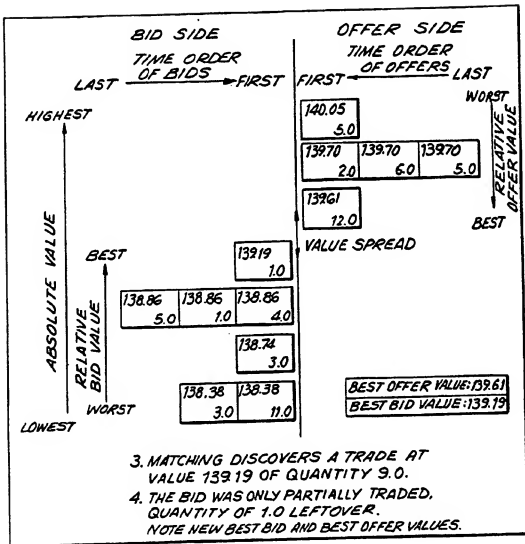 BID SIDE
OFFER SIDE
TIME ORDER
OF BIDS
LAST
FIRST
TIME ORDER
OF OFFERS
FIRST
LAST
HIGHEST
ABSOLUTE VALUE
LOWEST
WORST
RELATIVE
OFFER VALUE
BEST
140.05
5.0
139.70 139.70 139.70
2.0 6.0 5.0
139.61
12.0
VALUE SPREAD
BEST
RELATIVE
BID VALUE
WORST
139.19
1.0
138.86 138.86 138.86
5.0 1.0 4.0
138.74
3.0
138.38 138.38
3.0 11.0
BEST OFFER VALUE:139.61
BEST BID VALUE:139.19
3. MATCHING DISCOVERS A TRADE AT
VALUE 139.19 OF QUANTITY 9.0.
4. THE BID WAS ONLY PARTIALLY TRADED,
QUANTITY OF 1.0 LEFTOVER.
NOTE NEW BEST BID AND BEST OFFER VALUES.